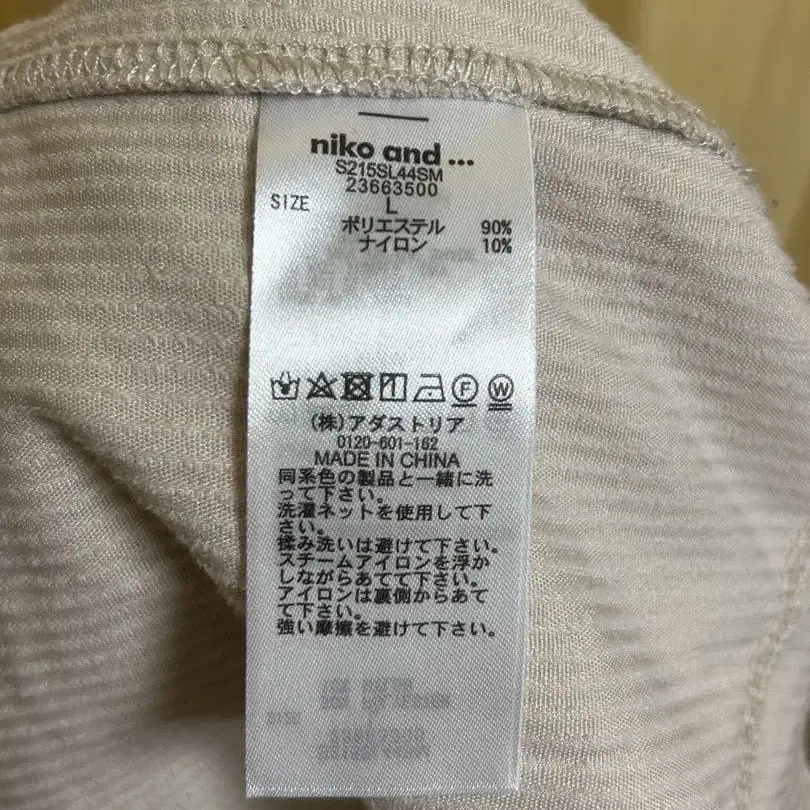 niko and ...
S215SL44SM
23663500
SIZE L
ポリエステル 90%
ナイロン 10%
F W
(株)アダストリア
0120-601-162
MADE IN CHINA
同系色の製品と一緒に洗
って下さい。
洗濯ネットを使用して下
さい。
揉み洗いは避けて下さい。
スチームアイロンを浮か
しながらあてて下さい。
アイロンは裏側からあて
て下さい。
強い摩擦を避けて下さい。